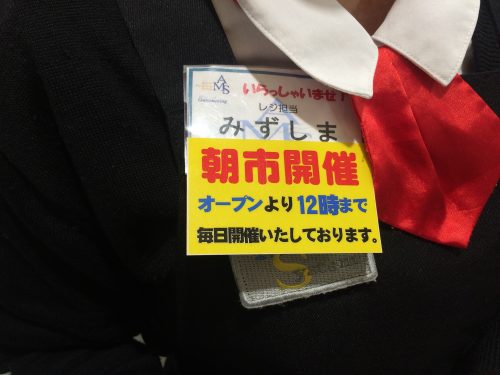 AMS
いらっしゃいませ!
レジ担当
みずしま
朝市開催
オープンより12時まで
毎日開催いたしております。
S